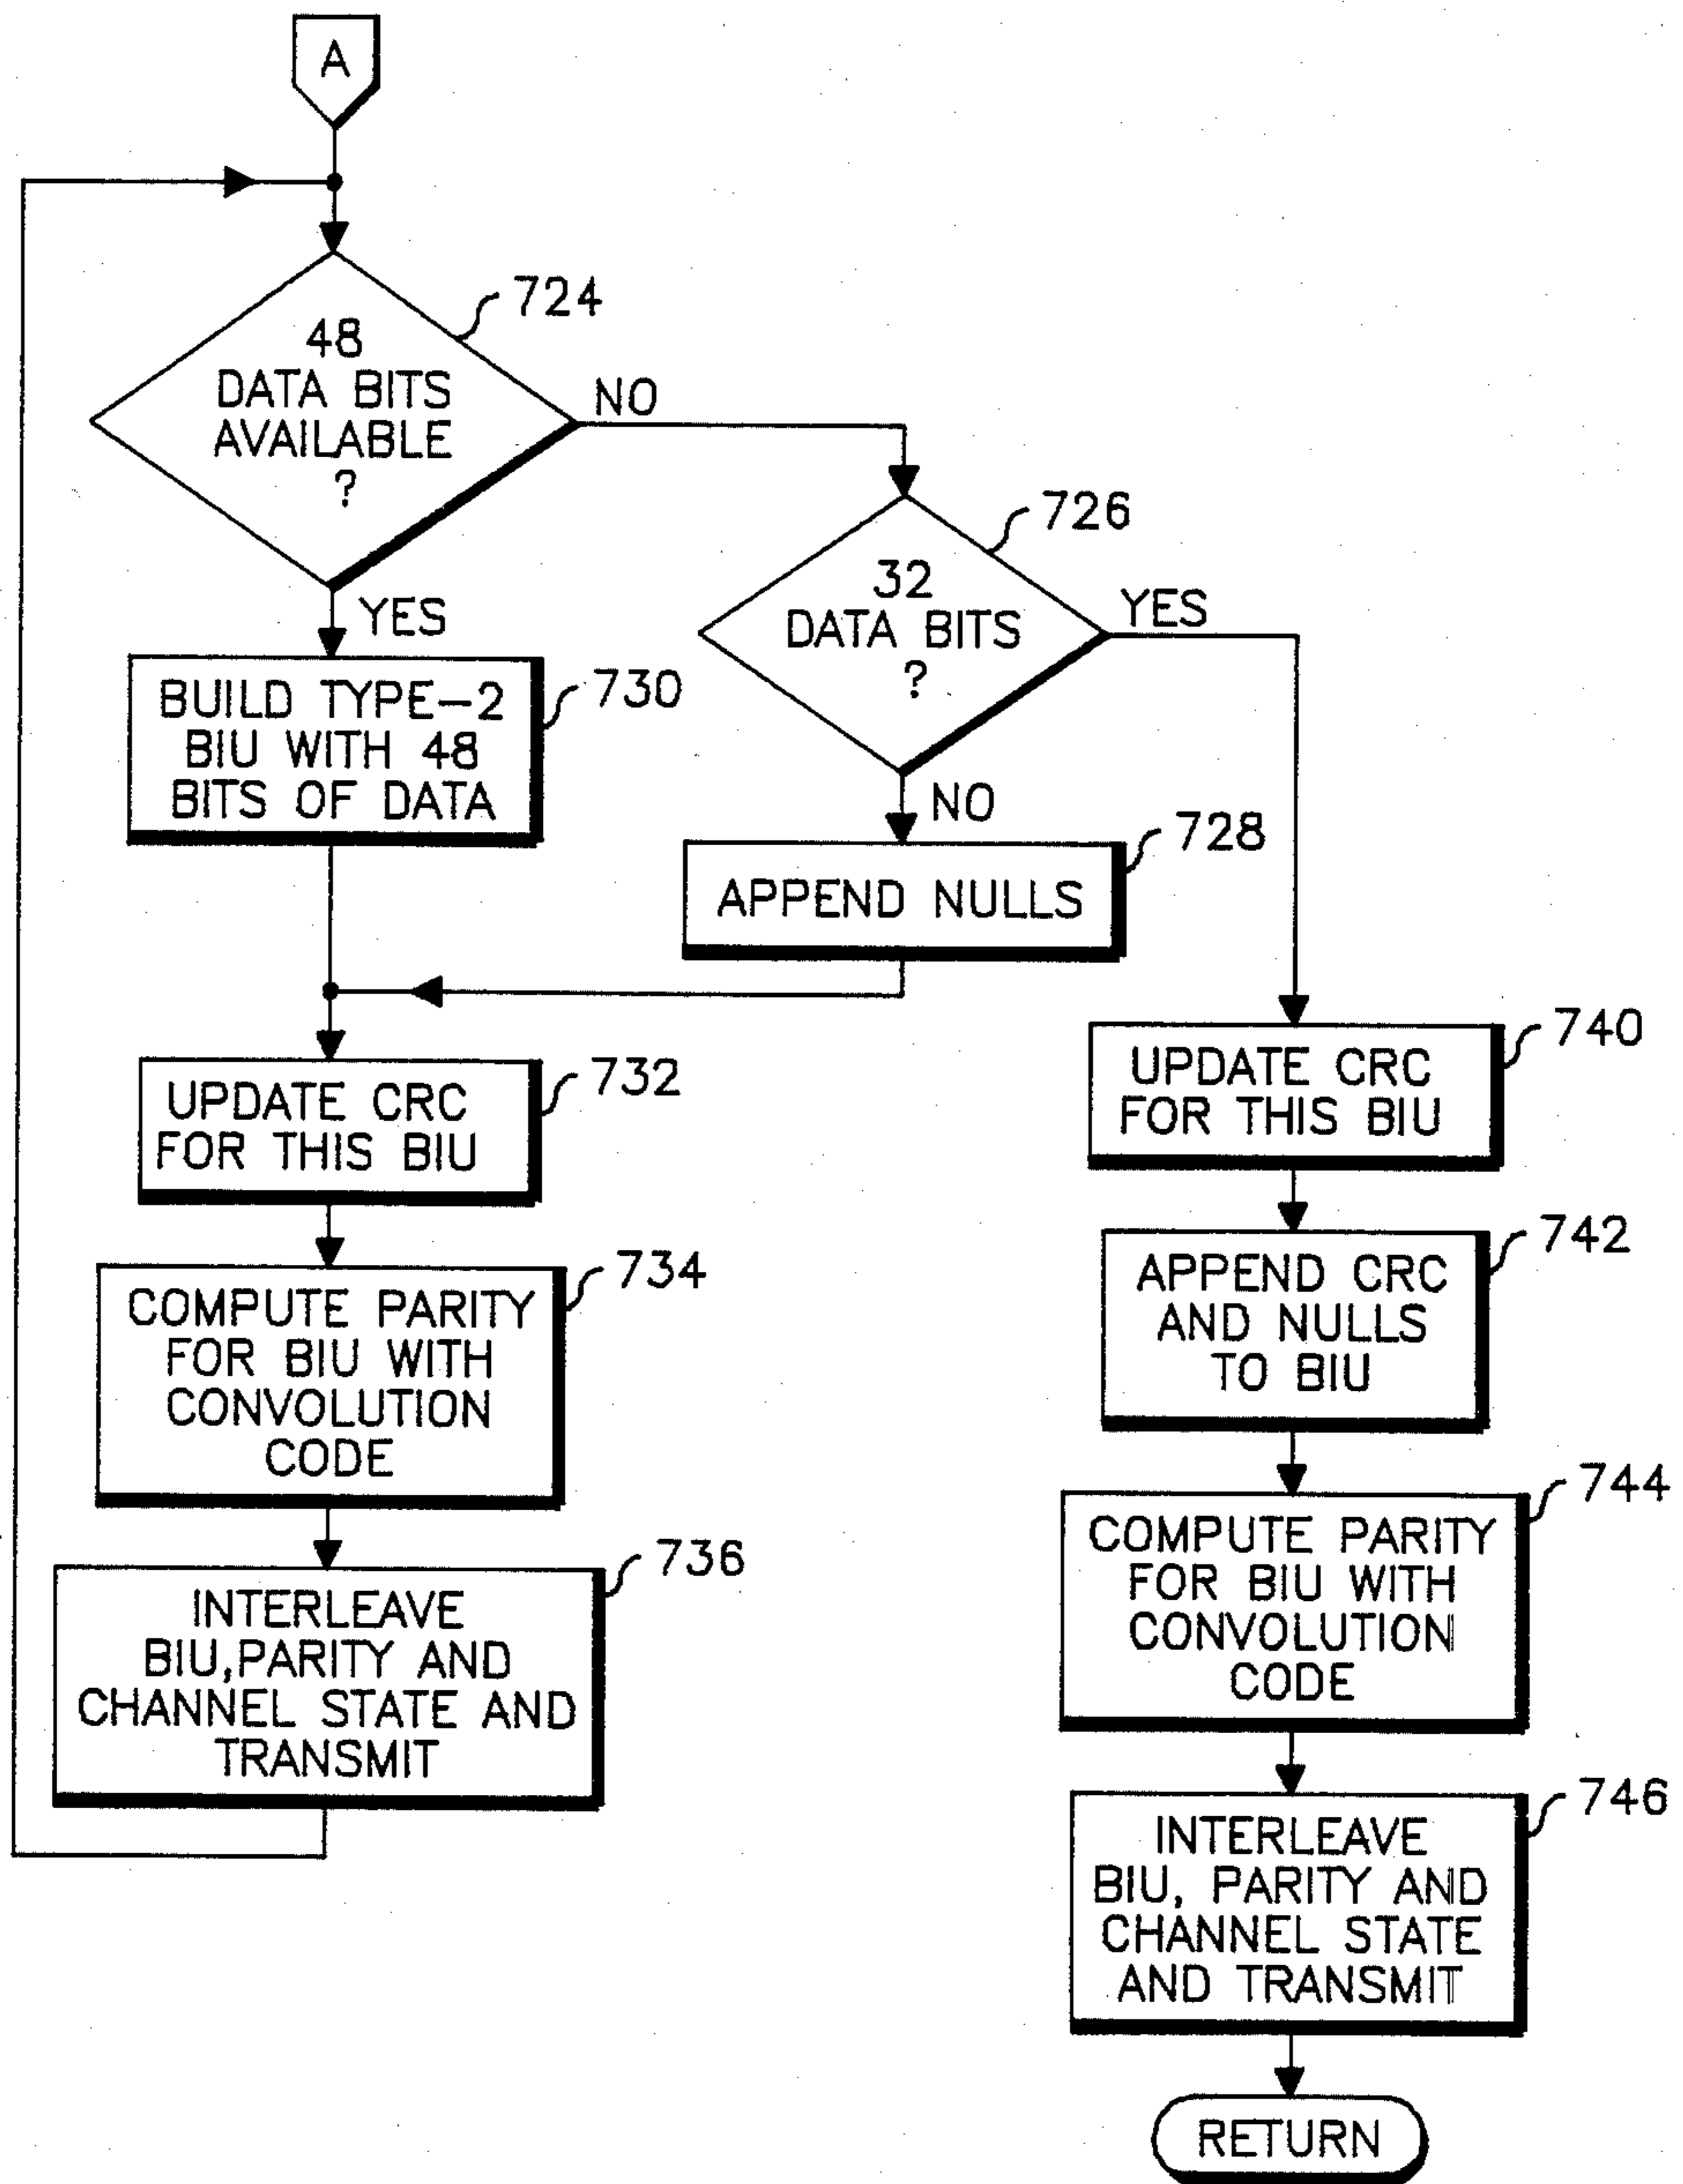 A
724
48
DATA BITS
AVAILABLE
?
NO
YES
726
32
DATA BITS
?
YES
NO
730
BUILD TYPE-2
BIU WITH 48
BITS OF DATA
728
APPEND NULLS
732
UPDATE CRC
FOR THIS BIU
740
UPDATE CRC
FOR THIS BIU
734
COMPUTE PARITY
FOR BIU WITH
CONVOLUTION
CODE
742
APPEND CRC
AND NULLS
TO BIU
736
INTERLEAVE
BIU,PARITY AND
CHANNEL STATE AND
TRANSMIT
744
COMPUTE PARITY
FOR BIU WITH
CONVOLUTION
CODE
746
INTERLEAVE
BIU, PARITY AND
CHANNEL STATE
AND TRANSMIT
RETURN